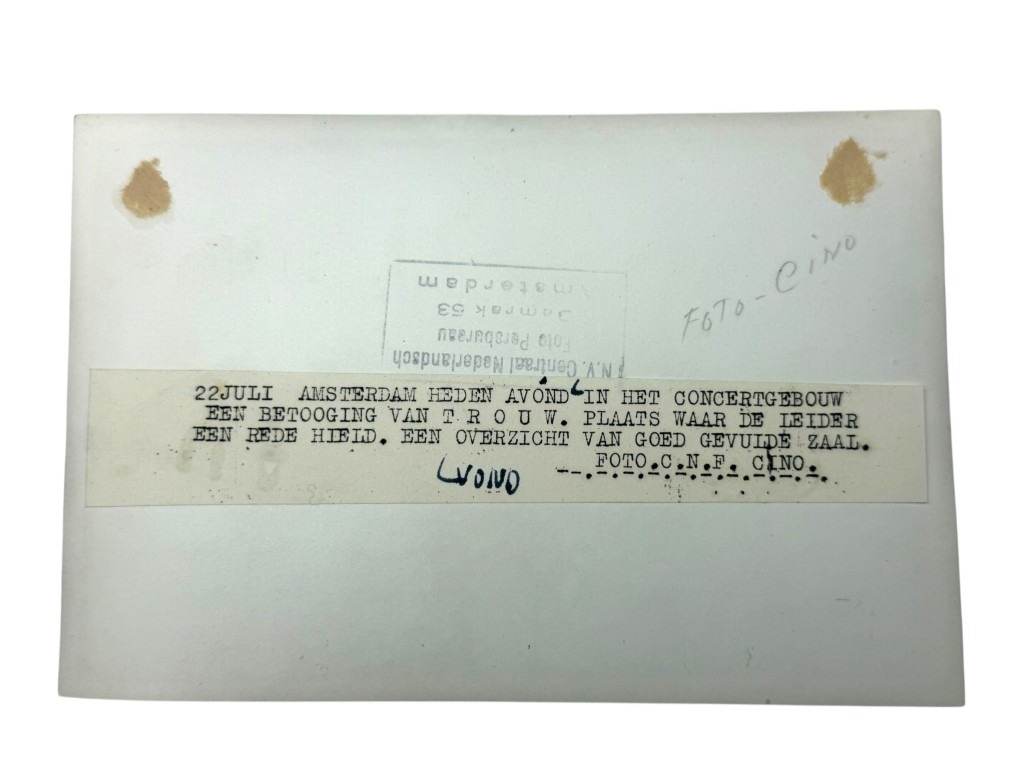 FOTO - CINO
N.V. Centraal Nederlandsch
Foto Persbureau
Damrak 53
Amsterdam
22JULI AMSTERDAM HEDEN AVOND IN HET CONCERTGEBOUW
EEN BETOOGING VAN T R O U W. PLAATS WAAR DE LEIDER
EEN REDE HIELD. EEN OVERZICHT VAN GOED GEVULDE ZAAL.
FOTO.C.N.F. CINO.
VOND